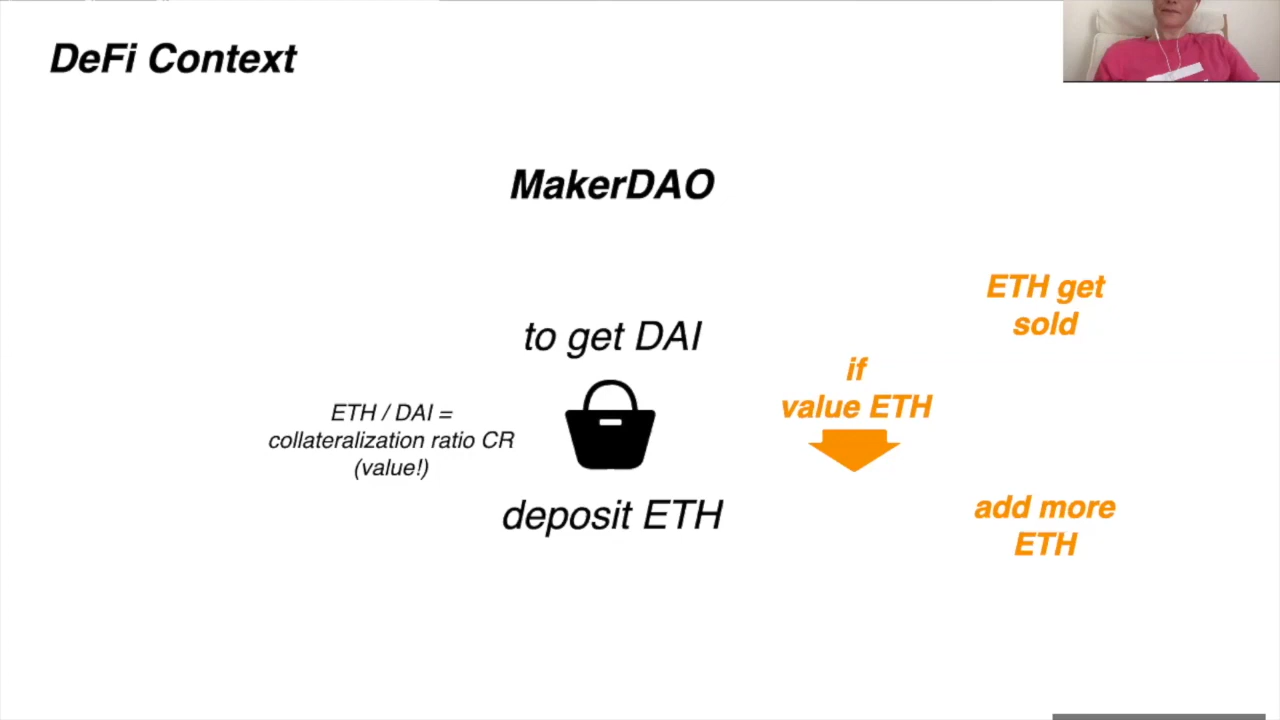 DeFi Context
MakerDAO
to get DAI
ETH / DAI =
collateralization ratio CR
(value!)
deposit ETH
if
value ETH
ETH get
sold
add more
ETH